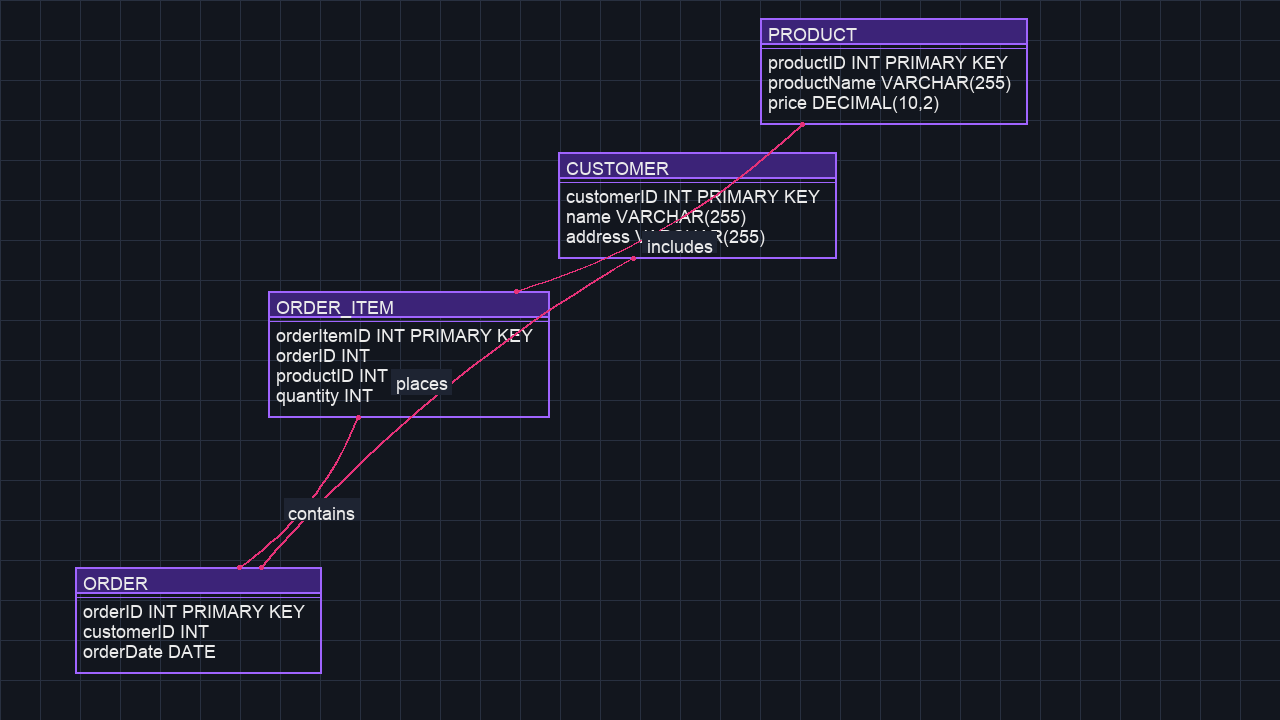 PRODUCT
productID INT PRIMARY KEY
productName VARCHAR(255)
price DECIMAL(10,2)
CUSTOMER
customerID INT PRIMARY KEY
name VARCHAR(255)
address VARCHAR(255)
includes
ORDER_ITEM
orderItemID INT PRIMARY KEY
orderID INT
productID INT
quantity INT
places
contains
ORDER
orderID INT PRIMARY KEY
customerID INT
orderDate DATE